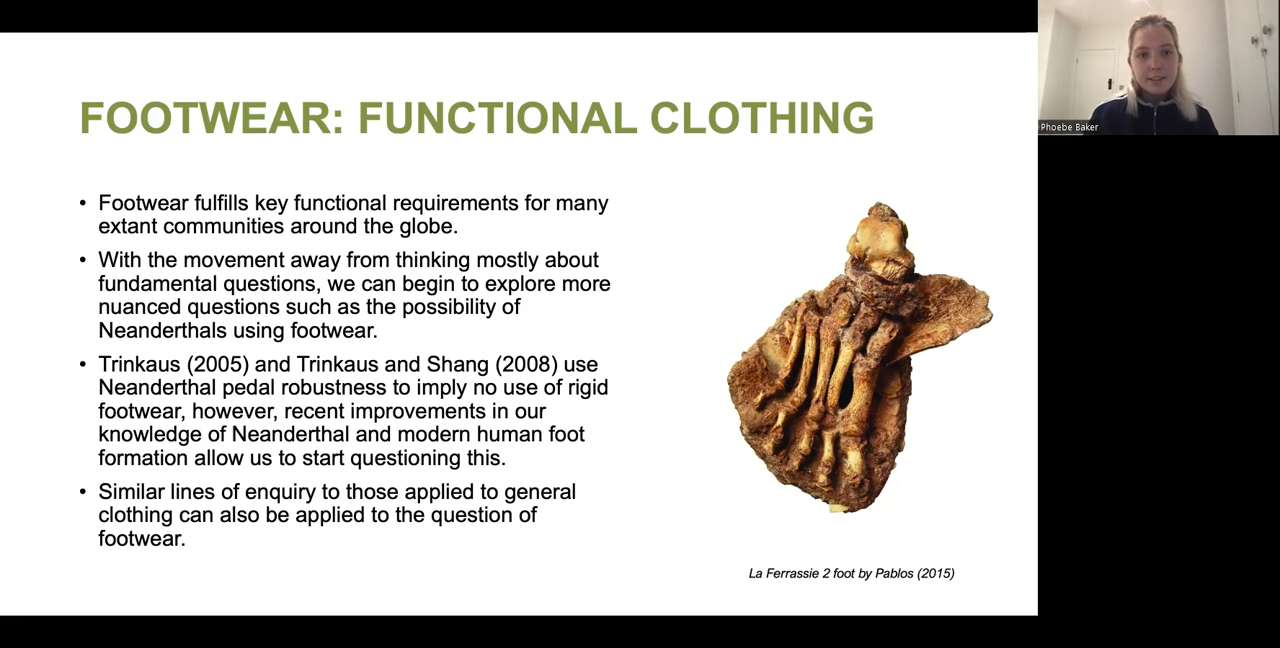 FOOTWEAR: FUNCTIONAL CLOTHING
• Footwear fulfills key functional requirements for many
extant communities around the globe.
• With the movement away from thinking mostly about
fundamental questions, we can begin to explore more
nuanced questions such as the possibility of
Neanderthals using footwear.
• Trinkaus (2005) and Trinkaus and Shang (2008) use
Neanderthal pedal robustness to imply no use of rigid
footwear, however, recent improvements in our
knowledge of Neanderthal and modern human foot
formation allow us to start questioning this.
• Similar lines of enquiry to those applied to general
clothing can also be applied to the question of
footwear.
La Ferrassie 2 foot by Pablos (2015)
Phoebe Baker